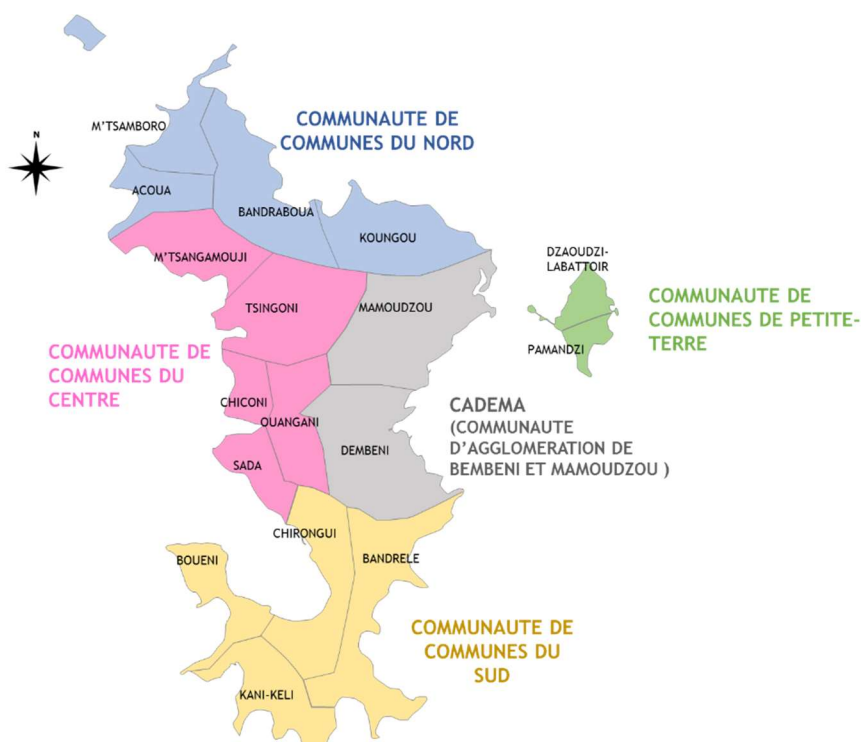 M'TSAMBORO
COMMUNAUTE DE
COMMUNES DU NORD
N
ACOUA
BANDRABOUA
KOUNGOU
M'TSANGAMOUJI
DZAOUDZI-
LABATTOIR
TSINGONI
MAMOUDZOU
COMMUNAUTE DE
COMMUNES DE PETITE-
TERRE
PAMANDZI
COMMUNAUTE DE
COMMUNES DU
CENTRE
CHICONI
OUANGANI
CADEMA
(COMMUNAUTE
D'AGGLOMERATION DE
BEMBENI ET MAMOUDZOU )
DEMBENI
SADA
CHIRONGUI
BOUENI
BANDRELE
COMMUNAUTE DE
COMMUNES DU
SUD
KANI-KELI